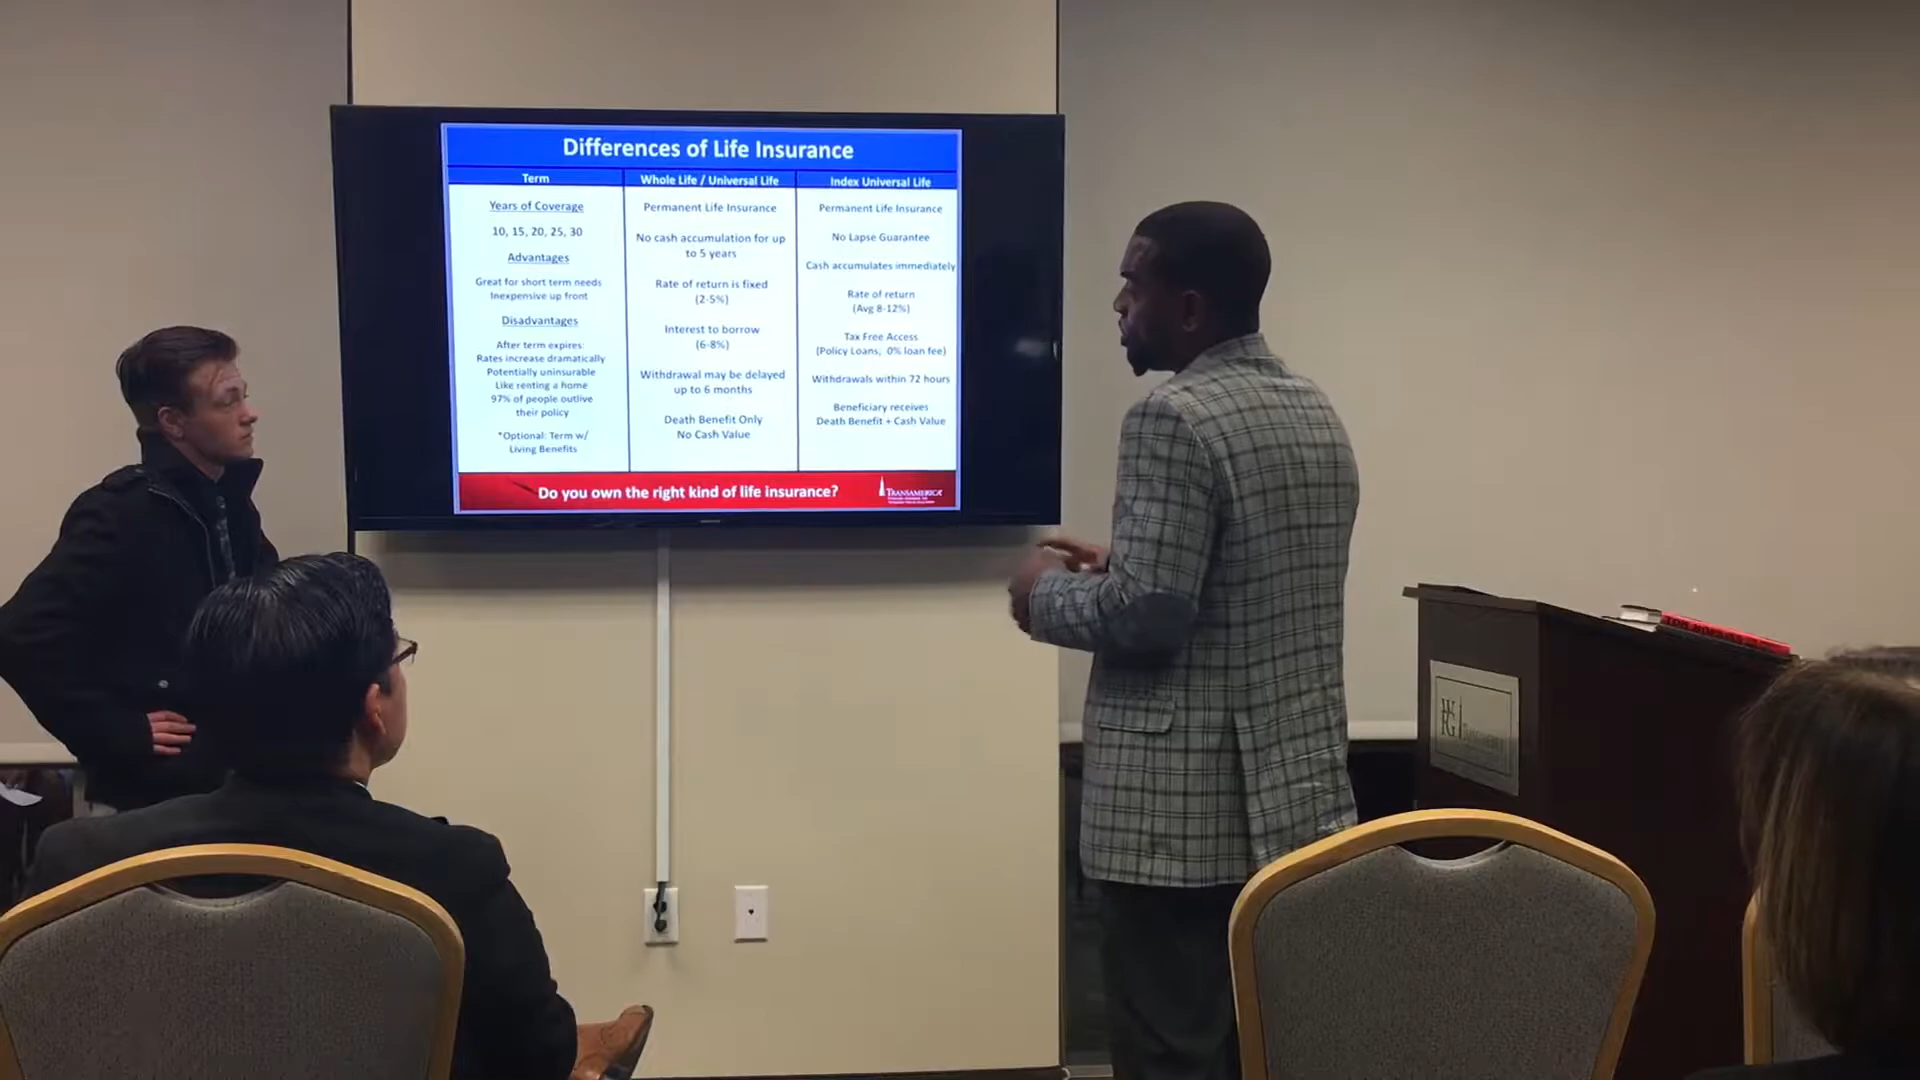 Differences of Life Insurance
Term
Years of Coverage
10, 15, 20, 25, 30
Advantages
Great for short term needs
Inexpensive up front
Disadvantages
After term expires:
Rates increase dramatically
Potentially uninsurable
Like renting a home
97% of people outlive
their policy
*Optional: Term w/
Living Benefits
Whole Life / Universal Life
Permanent Life Insurance
No cash accumulation for up
to 5 years
Rate of return is fixed
(2-5%)
Interest to borrow
(6-8%)
Withdrawal may be delayed
up to 6 months
Death Benefit Only
No Cash Value
Index Universal Life
Permanent Life Insurance
No Lapse Guarantee
Cash accumulates immediately
Rate of return
(Avg 8-12%)
Tax Free Access
(Policy Loans, 0% loan fee)
Withdrawals within 72 hours
Beneficiary receives
Death Benefit + Cash Value
Do you own the right kind of life insurance?
TRANSAMERICA
WFG